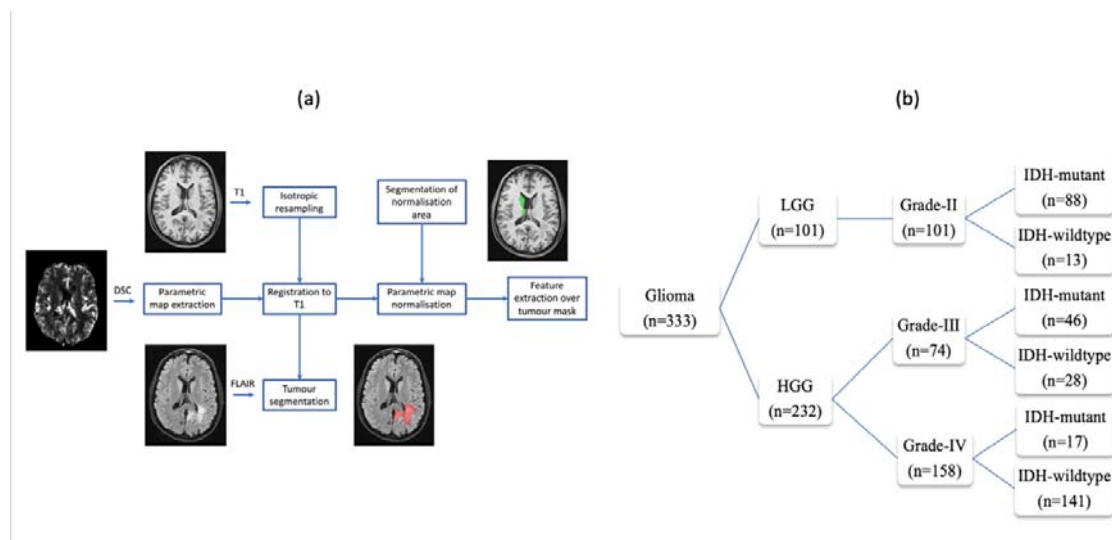 (a)
T1
Isotropic
resampling
Segmentation of
normalisation
area
DSC
Parametric
map extraction
Registration to
T1
Parametric map
normalisation
Feature
extraction over
tumour mask
FLAIR
Tumour
segmentation
(b)
Glioma
(n=333)
LGG
(n=101)
Grade-II
(n=101)
IDH-mutant
(n=88)
IDH-wildtype
(n=13)
HGG
(n=232)
Grade-III
(n=74)
IDH-mutant
(n=46)
IDH-wildtype
(n=28)
Grade-IV
(n=158)
IDH-mutant
(n=17)
IDH-wildtype
(n=141)